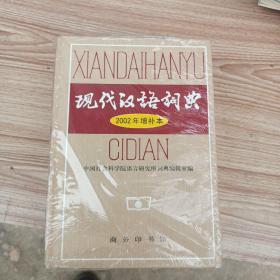 XIANDAIHANYU
现代汉语词典
2002年增补本
CIDIAN
中国社会科学院语言研究所词典编辑室编
商务印书馆